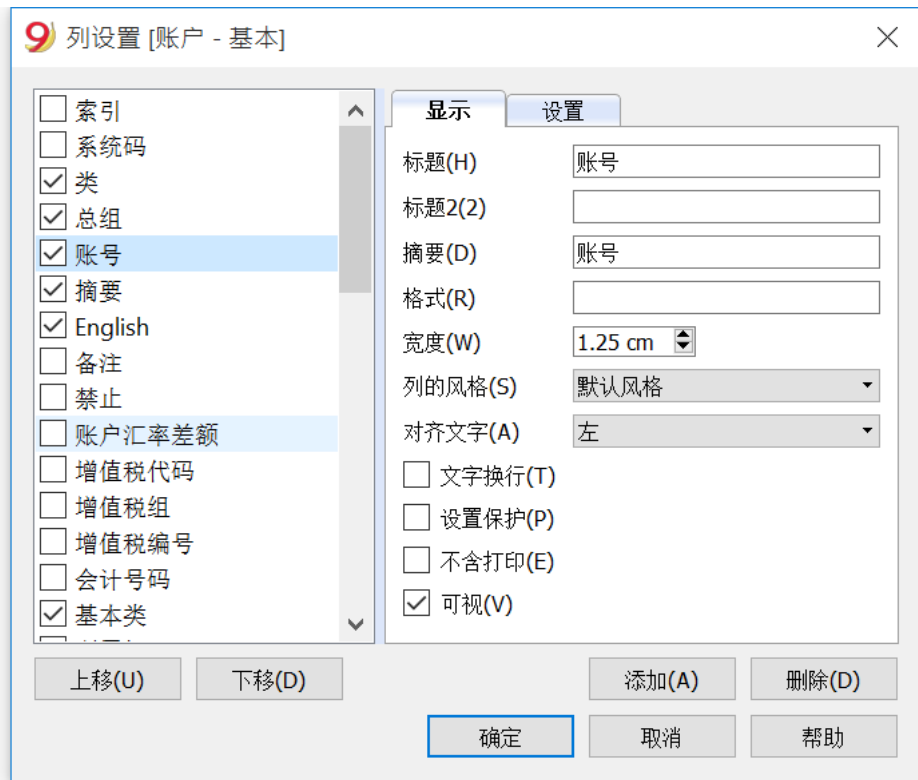 9 列设置 [账户 - 基本]
索引
系统码
类
总组
账号
摘要
English
备注
禁止
账户汇率差额
增值税代码
增值税组
增值税编号
会计号码
基本类
显示 设置
标题(H) 账号
标题2(2)
摘要(D) 账号
格式(R)
宽度(W) 1.25 cm
列的风格(S) 默认风格
对齐文字(A) 左
文字换行(T)
设置保护(P)
不含打印(E)
可视(V)
上移(U) 下移(D) 添加(A) 删除(D)
确定 取消 帮助